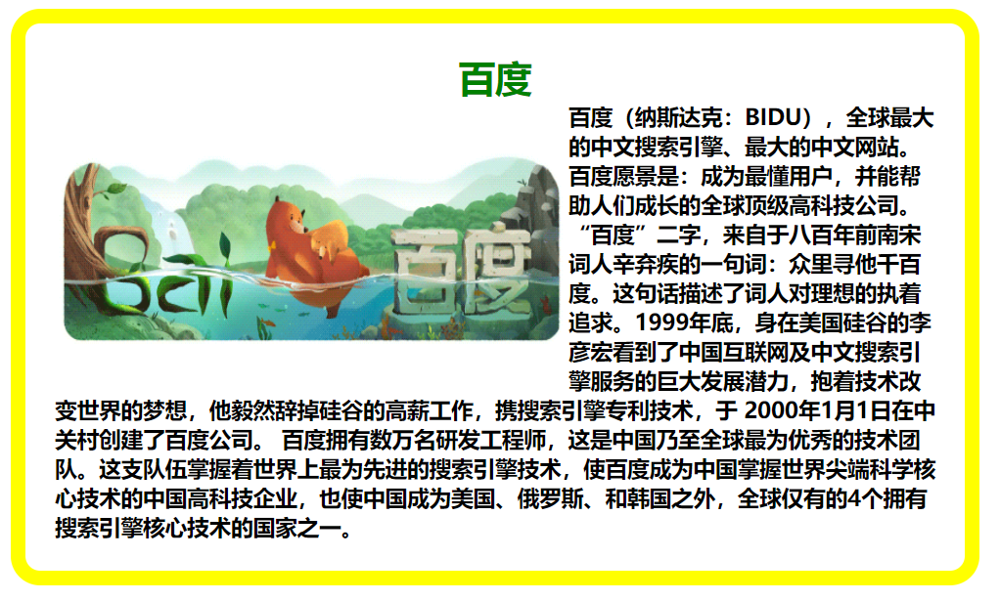 百度
百度（纳斯达克：BIDU），全球最大
的中文搜索引擎、最大的中文网站。
百度愿景是：成为最懂用户，并能帮
助人们成长的全球顶级高科技公司。
“百度”二字，来自于八百年前南宋
词人辛弃疾的一句词：众里寻他千百
度。这句话描述了词人对理想的执着
追求。1999年底，身在美国硅谷的李
彦宏看到了中国互联网及中文搜索引
擎服务的巨大发展潜力，抱着技术改
百度
变世界的梦想，他毅然辞掉硅谷的高薪工作，携搜索引擎专利技术，于 2000年1月1日在中
关村创建了百度公司。 百度拥有数万名研发工程师，这是中国乃至全球最为优秀的技术团
队。这支队伍掌握着世界上最为先进的搜索引擎技术，使百度成为中国掌握世界尖端科学核
心技术的中国高科技企业，也使中国成为美国、俄罗斯、和韩国之外，全球仅有的4个拥有
搜索引擎核心技术的国家之一。